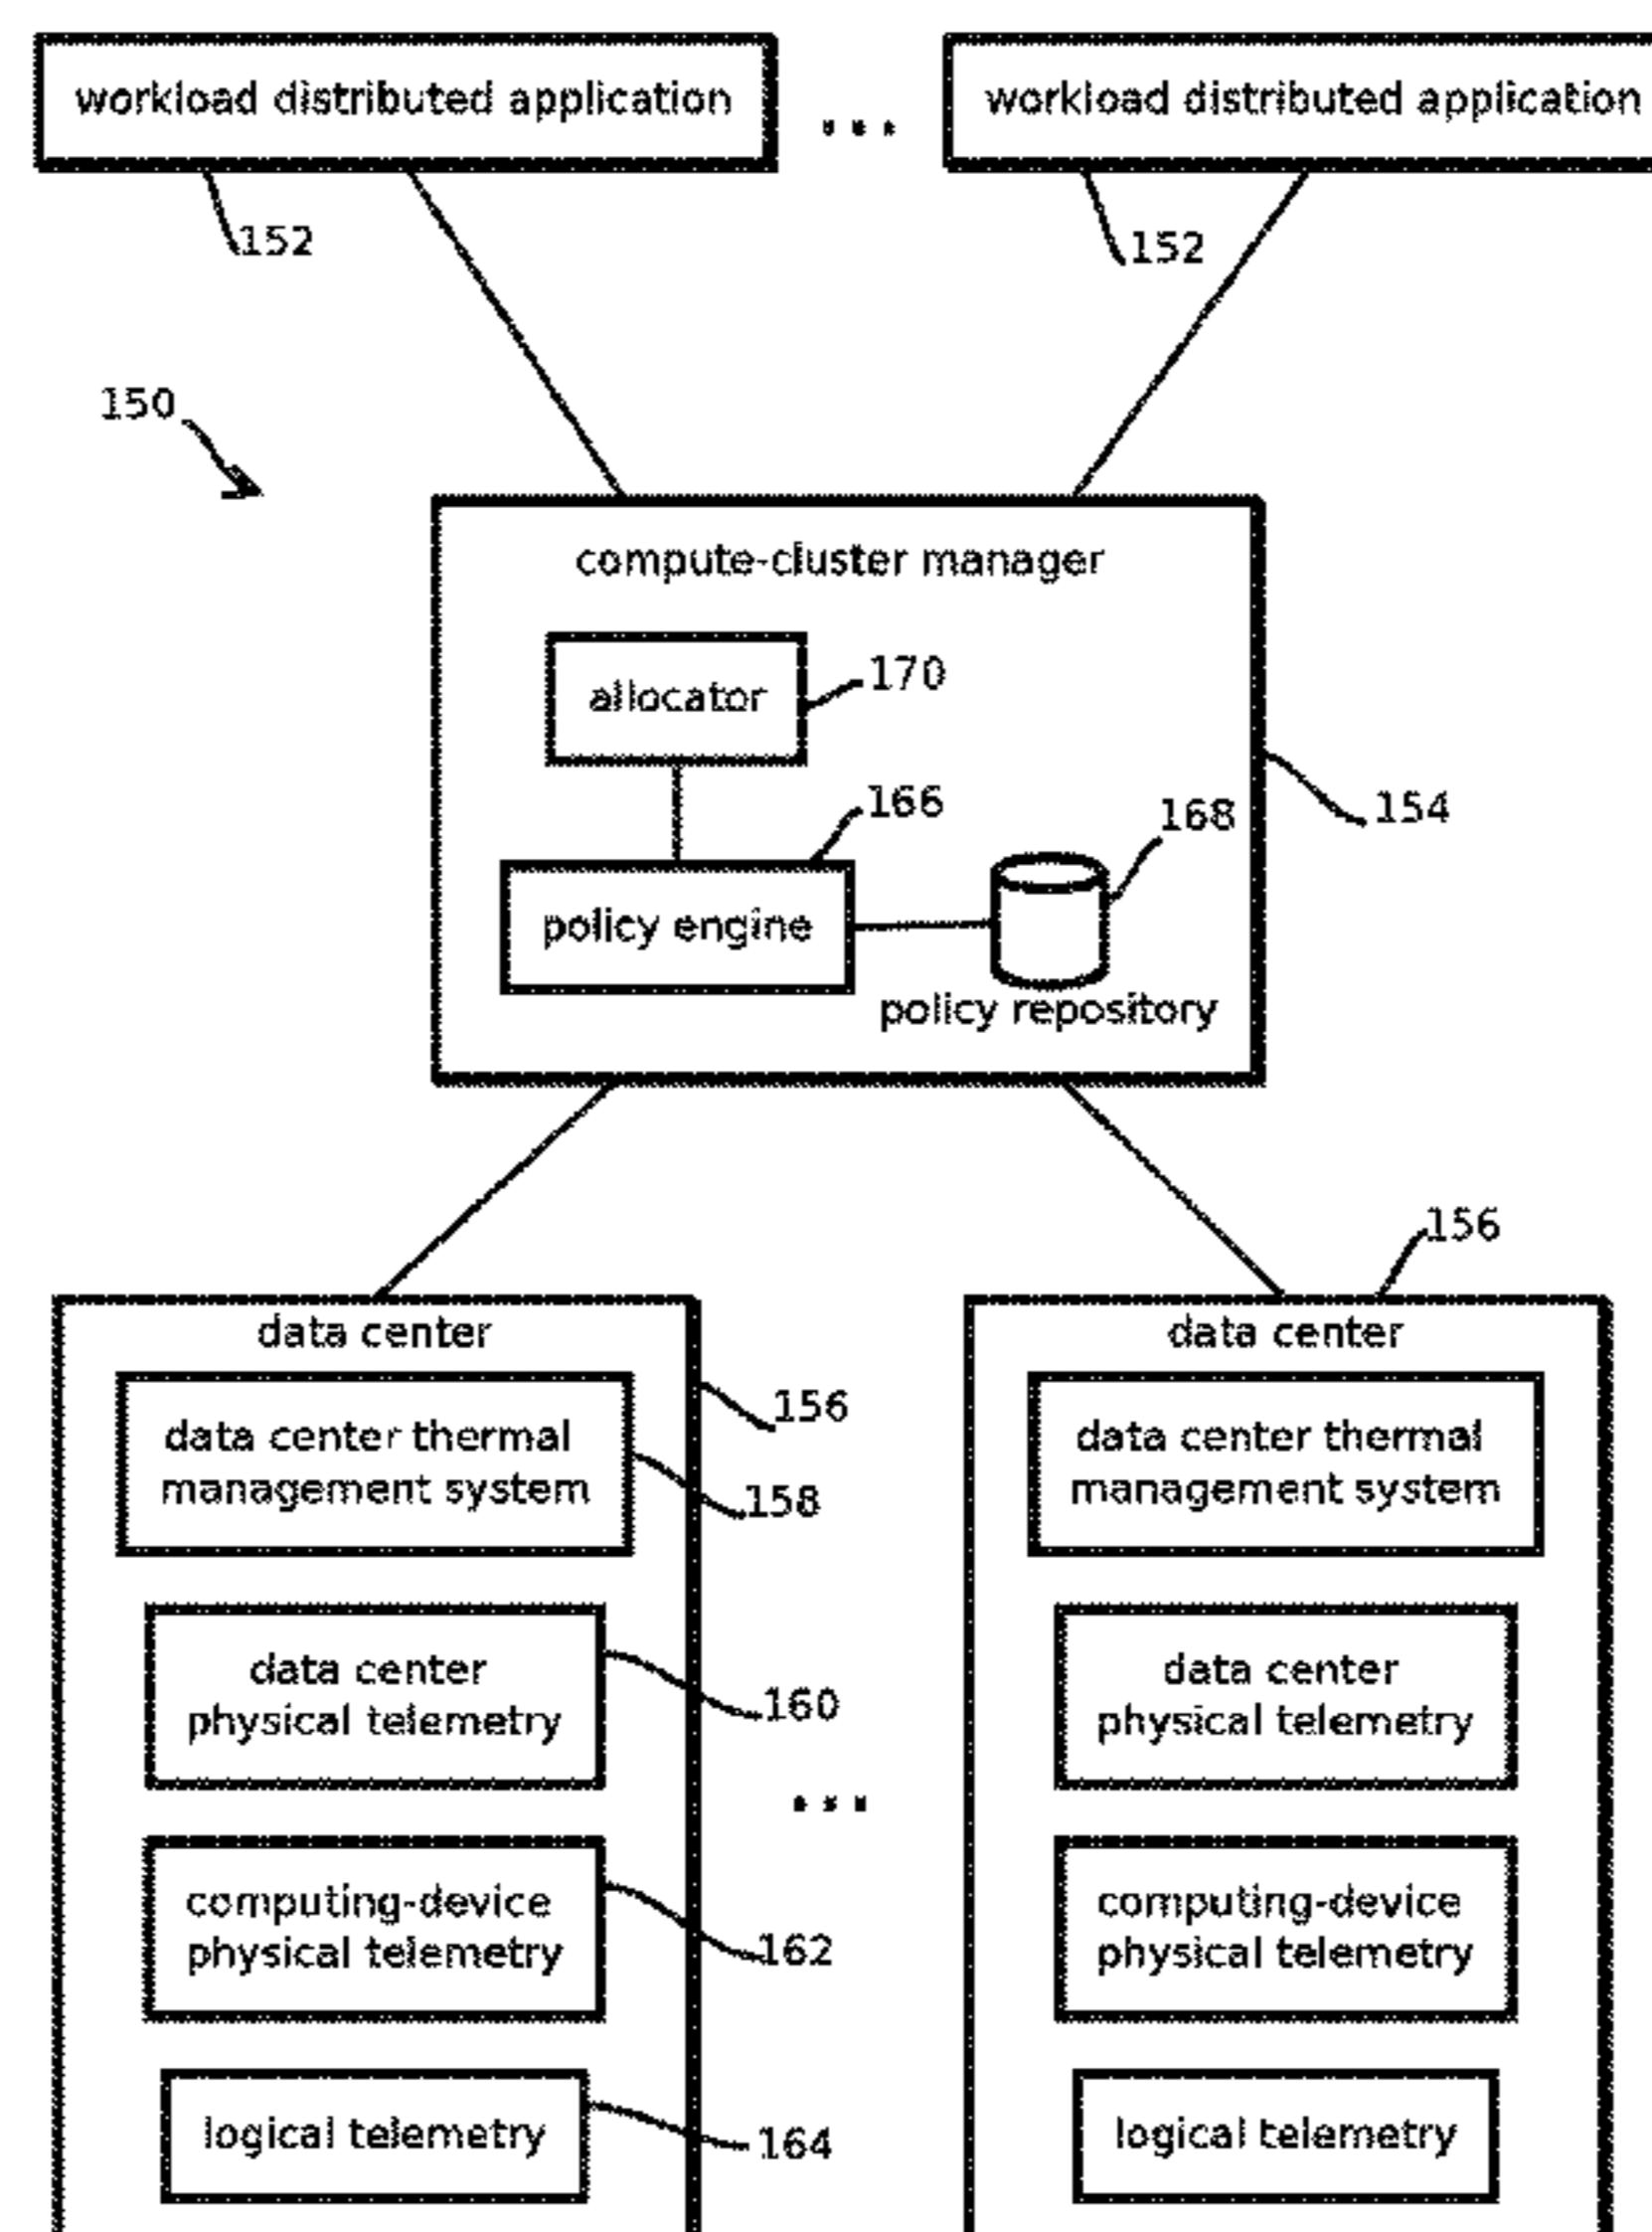 workload distributed application
...
workload distributed application
152
152
150
compute-cluster manager
allocator
170
166
168
154
policy engine
policy repository
156
data center
data center thermal
management system
156
158
data center
physical telemetry
160
computing-device
physical telemetry
162
logical telemetry
164
...
data center
data center thermal
management system
data center
physical telemetry
computing-device
physical telemetry
logical telemetry